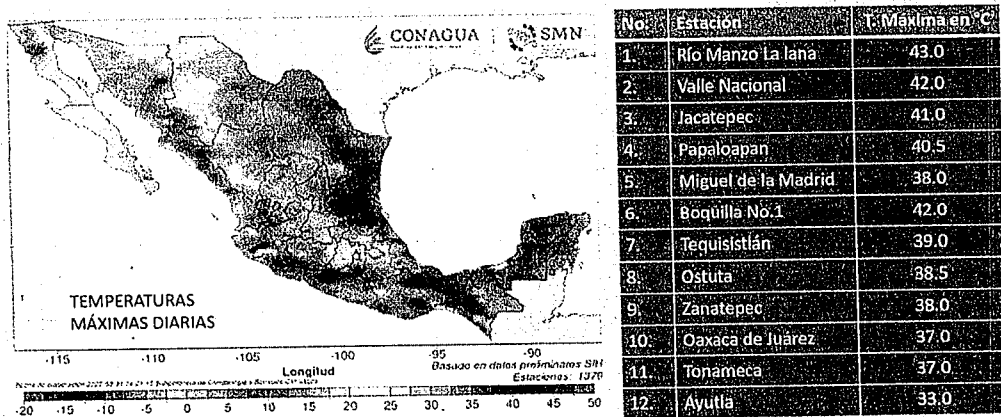 CONAGUA
SMN
TEMPERATURAS
MÁXIMAS DIARIAS
-115 -110 -105 -100 -95 -90
Longitud
Basado en datos preliminares SIH
Estaciones: 1370
-20 -15 -10 -5 0 5 10 15 20 25 30 35 40 45 50
No. Estación T. Máxima en °C
1. Río Manzo La lana 43.0
2. Valle Nacional 42.0
3. Jacatepec 41.0
4. Papaloapan 40.5
5. Miguel de la Madrid 38.0
6. Boquilla No.1 42.0
7. Tequisistlán 39.0
8. Ostuta 38.5
9. Zanatepec 38.0
10. Oaxaca de Juárez 37.0
11. Tonameca 37.0
12. Ayutla 33.0